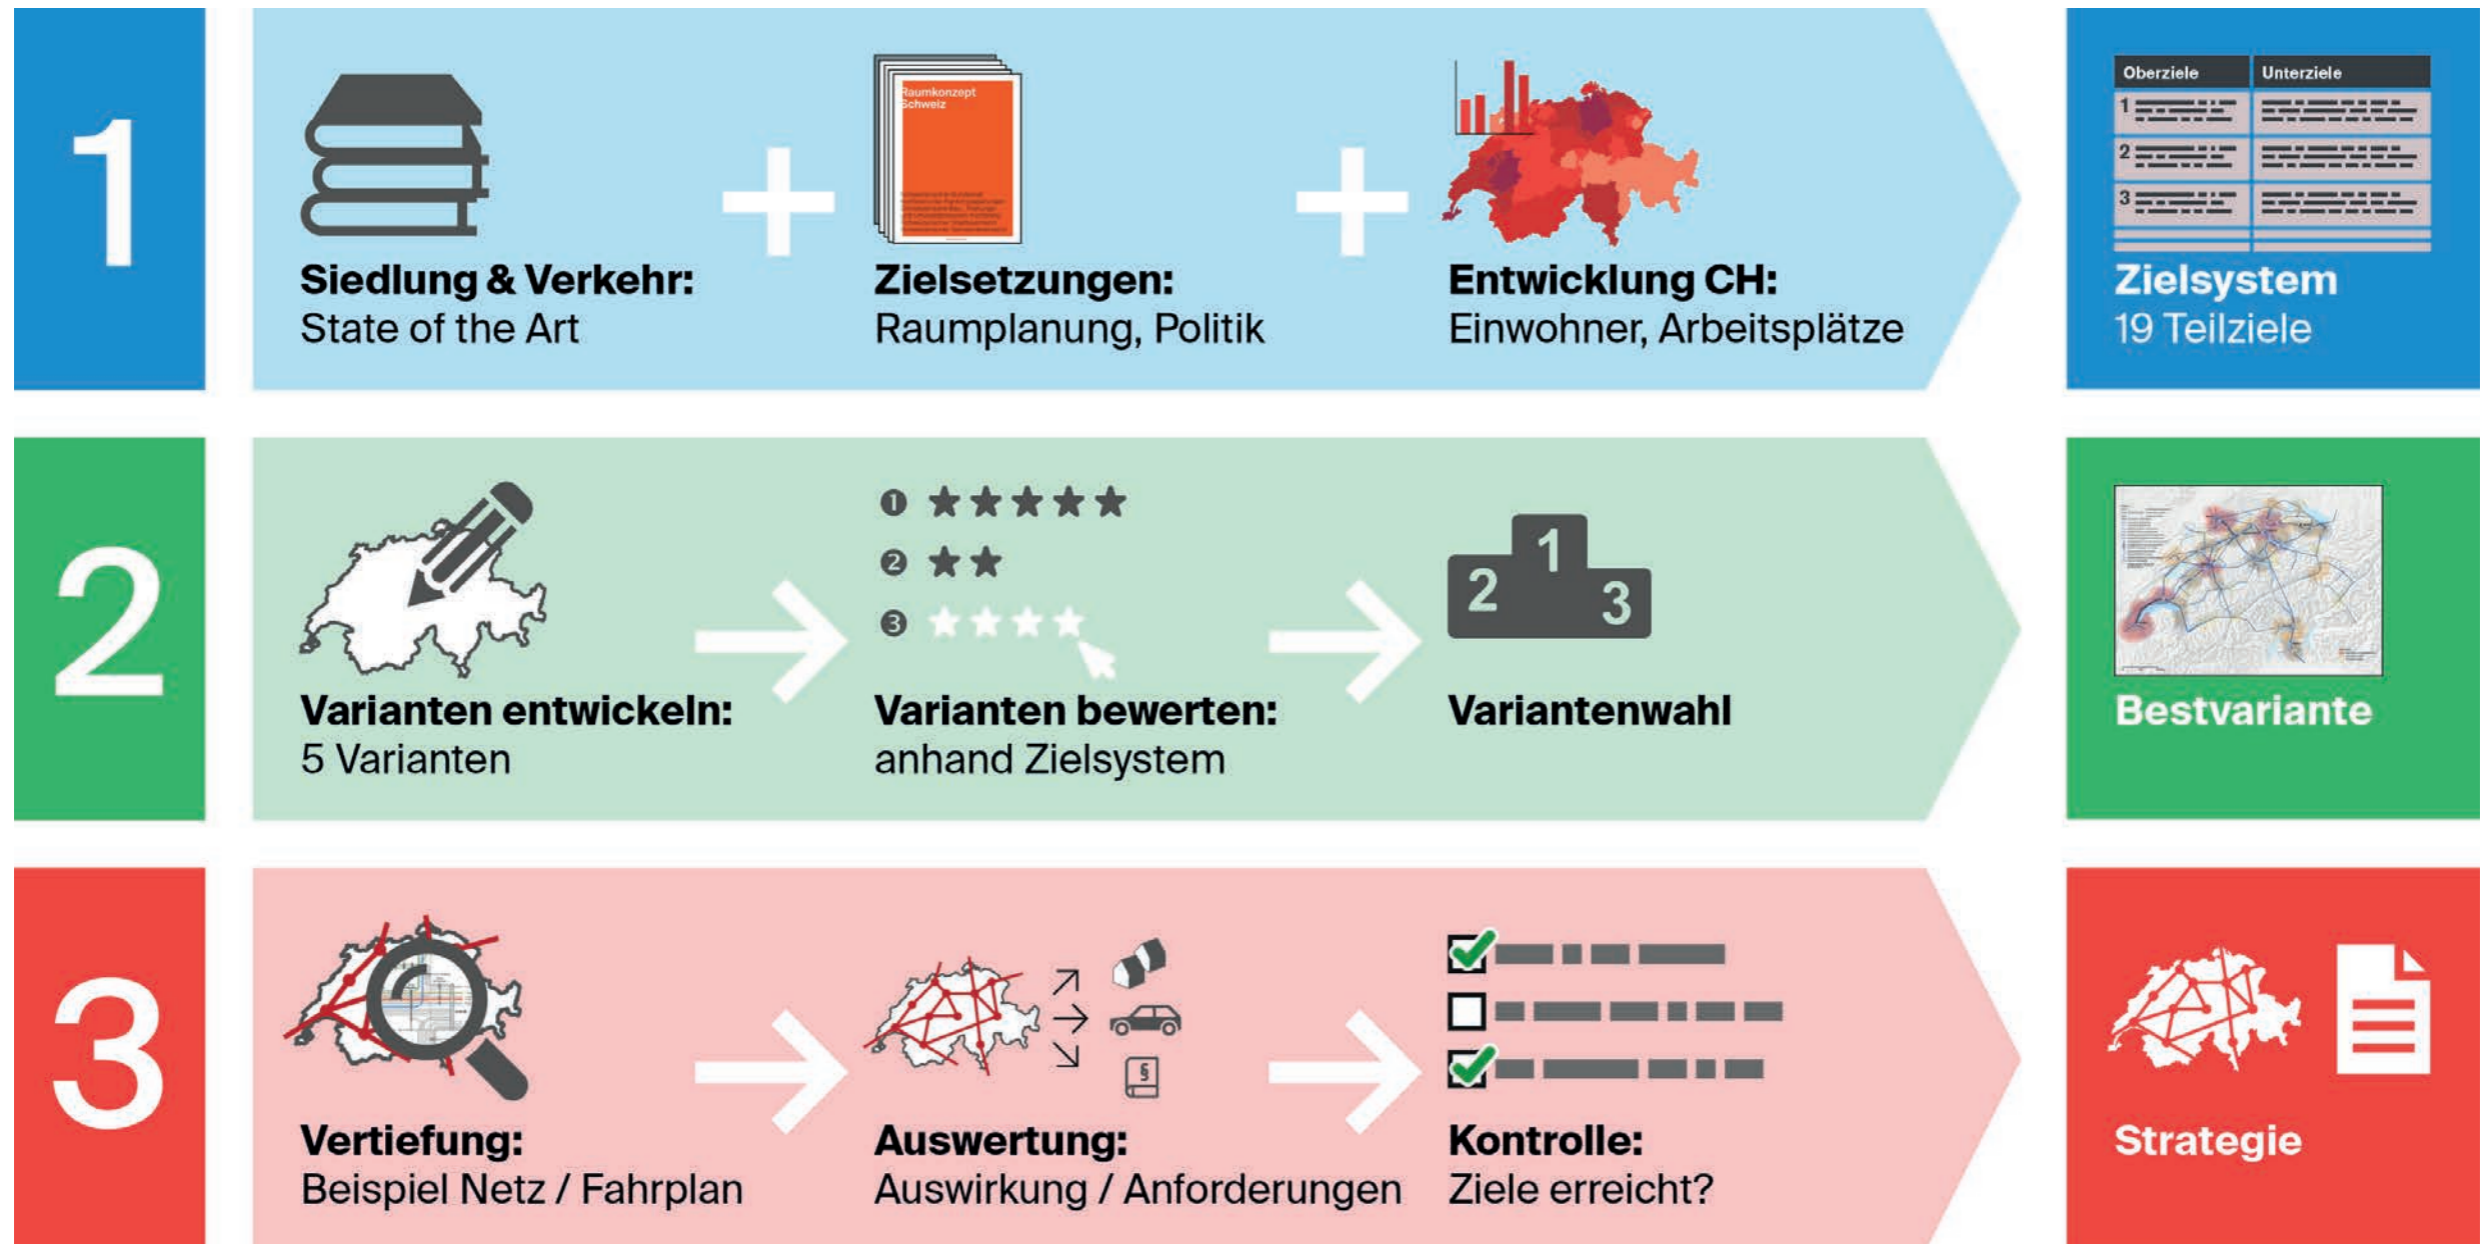 1
Raumkonzept
Schweiz
Oberziele Unterziele
1
2
3
Siedlung & Verkehr:
State of the Art
Zielsetzungen:
Raumplanung, Politik
Entwicklung CH:
Einwohner, Arbeitsplätze
Zielsystem
19 Teilziele
2
1
2
3
1
2
3
Varianten entwickeln:
5 Varianten
Varianten bewerten:
anhand Zielsystem
Variantenwahl
Bestvariante
3
§
Vertiefung:
Beispiel Netz / Fahrplan
Auswertung:
Auswirkung / Anforderungen
Kontrolle:
Ziele erreicht?
Strategie